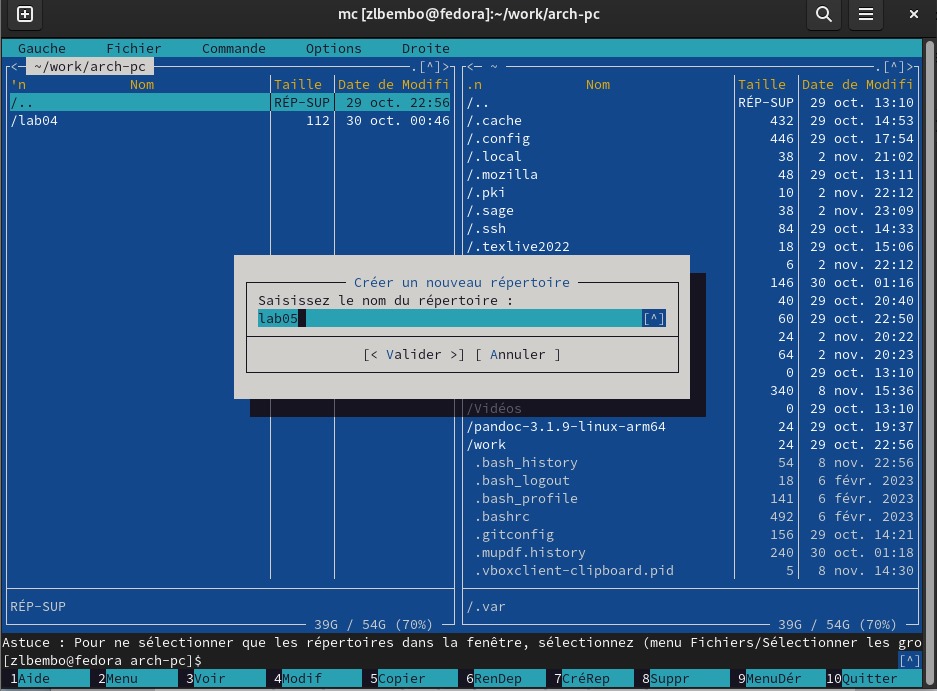 mc [zlbembo@fedora]:~/work/arch-pc
Gauche Fichier Commande Options Droite
<─ ~/work/arch-pc .[^]>
'n Nom Taille Date de Modifi
/.. RÉP-SUP 29 oct. 22:56
/lab04 112 30 oct. 00:46
RÉP-SUP
39G / 54G (70%)
<─ ~ .[^]>
.n Nom Taille Date de Modifi
/.. RÉP-SUP 29 oct. 13:10
/.cache 432 29 oct. 14:53
/.config 446 29 oct. 17:54
/.local 38 2 nov. 21:02
/.mozilla 48 29 oct. 13:11
/.pki 10 2 nov. 22:12
/.sage 38 2 nov. 23:09
/.ssh 84 29 oct. 14:33
/.texlive2022 18 29 oct. 15:06
6 2 nov. 22:12
146 30 oct. 01:16
40 29 oct. 20:40
60 29 oct. 22:50
24 2 nov. 20:22
64 2 nov. 20:23
0 29 oct. 13:10
340 8 nov. 15:36
/Vidéos 0 29 oct. 13:10
/pandoc-3.1.9-linux-arm64 24 29 oct. 19:37
/work 24 29 oct. 22:56
.bash_history 54 8 nov. 22:56
.bash_logout 18 6 févr. 2023
.bash_profile 141 6 févr. 2023
.bashrc 492 6 févr. 2023
.gitconfig 156 29 oct. 14:21
.mupdf.history 240 30 oct. 01:18
.vboxclient-clipboard.pid 5 8 nov. 14:30
/.var
39G / 54G (70%)
Créer un nouveau répertoire
Saisissez le nom du répertoire :
lab05 [^]
[< Valider >] [ Annuler ]
Astuce : Pour ne sélectionner que les répertoires dans la fenêtre, sélectionnez (menu Fichiers/Sélectionner les gro
[zlbembo@fedora arch-pc]$ [^]
1Aide 2Menu 3Voir 4Modif 5Copier 6RenDep 7CréRep 8Suppr 9MenuDér 10Quitter